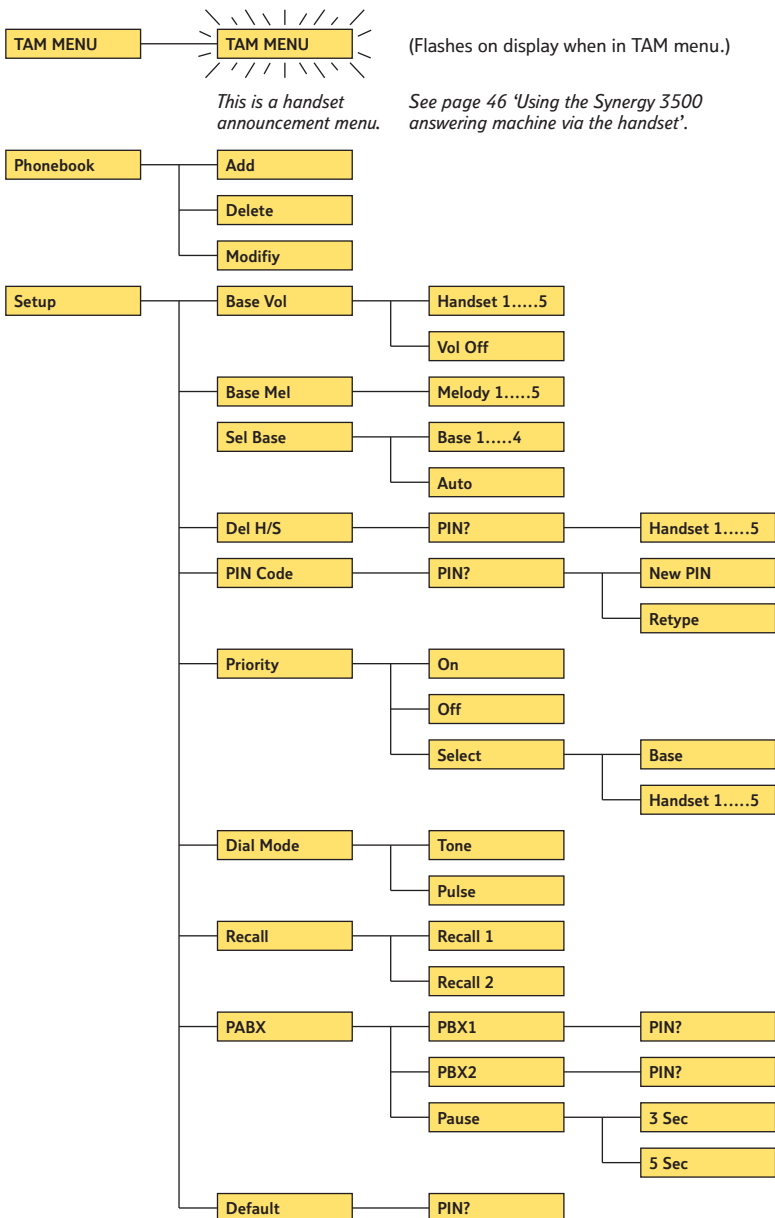 TAM MENU TAM MENU (Flashes on display when in TAM menu.)
This is a handset See page 46 ‘Using the Synergy 3500
announcement menu. answering machine via the handset’.
Phonebook Add
Delete
Modifiy
Setup Base Vol Handset 1.....5
Vol Off
Base Mel Melody 1.....5
Sel Base Base 1.....4
Auto
Del H/S PIN? Handset 1.....5
PIN Code PIN? New PIN
Retype
Priority On
Off
Select Base
Handset 1.....5
Dial Mode Tone
Pulse
Recall Recall 1
Recall 2
PABX PBX1 PIN?
PBX2 PIN?
Pause 3 Sec
5 Sec
Default PIN?